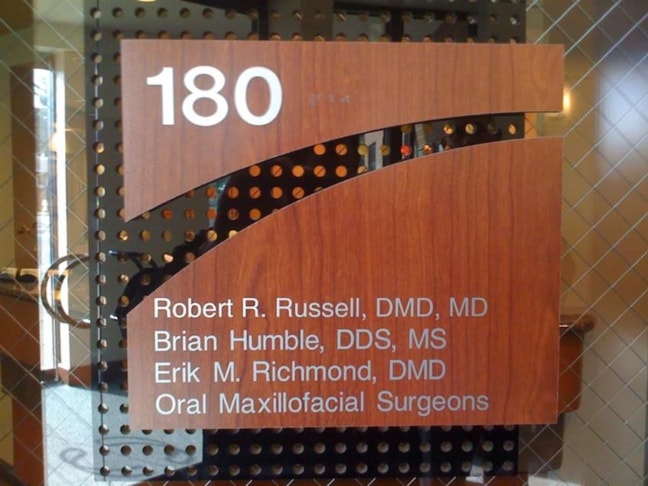 180
Robert R. Russell, DMD, MD
Brian Humble, DDS, MS
Erik M. Richmond, DMD
Oral Maxillofacial Surgeons